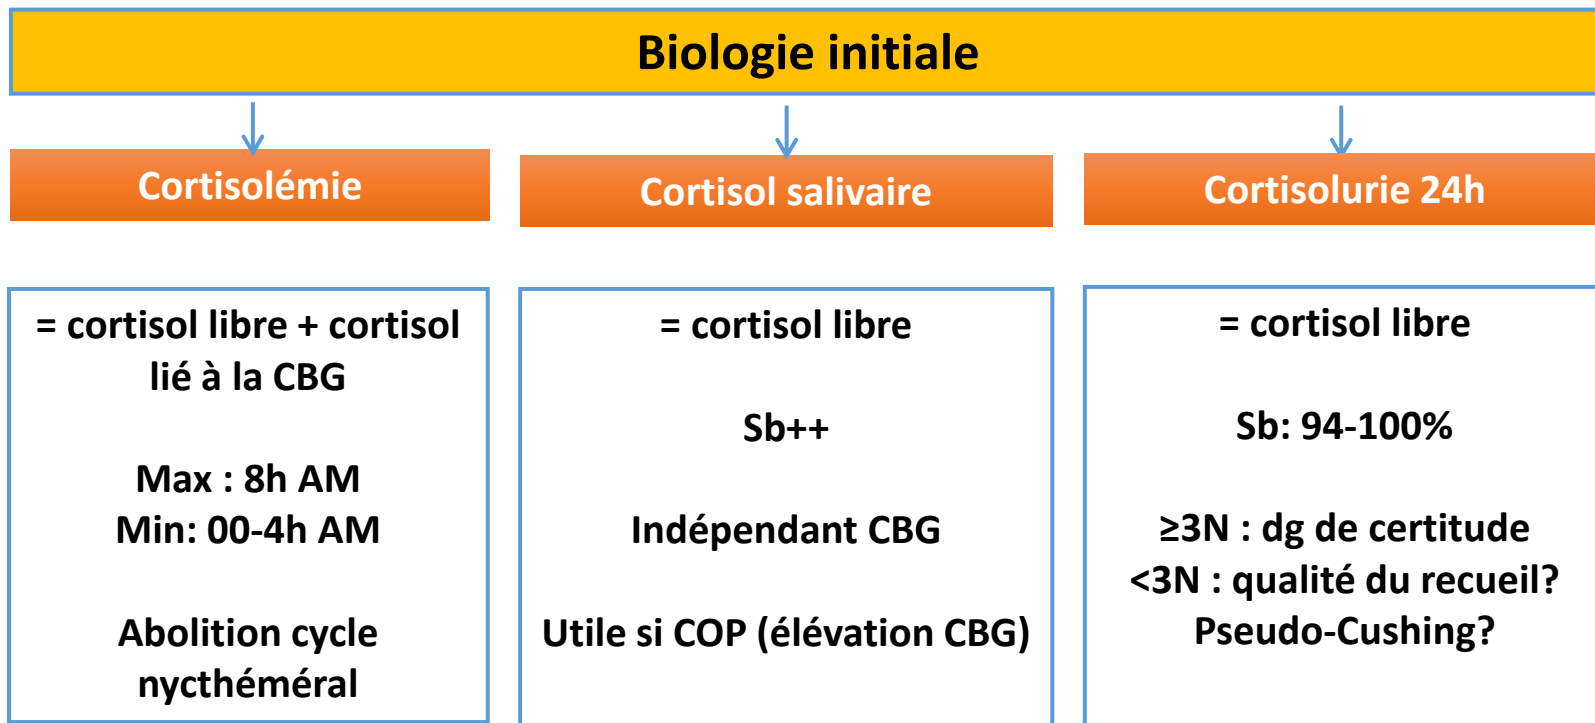 Biologie initiale
Cortisolémie
= cortisol libre + cortisol
lié à la CBG
Max : 8h AM
Min: 00-4h AM
Abolition cycle
nycthéméral
Cortisol salivaire
= cortisol libre
Sb++
Indépendant CBG
Utile si COP (élévation CBG)
Cortisolurie 24h
= cortisol libre
Sb: 94-100%
≥3N : dg de certitude
<3N : qualité du recueil?
Pseudo-Cushing?